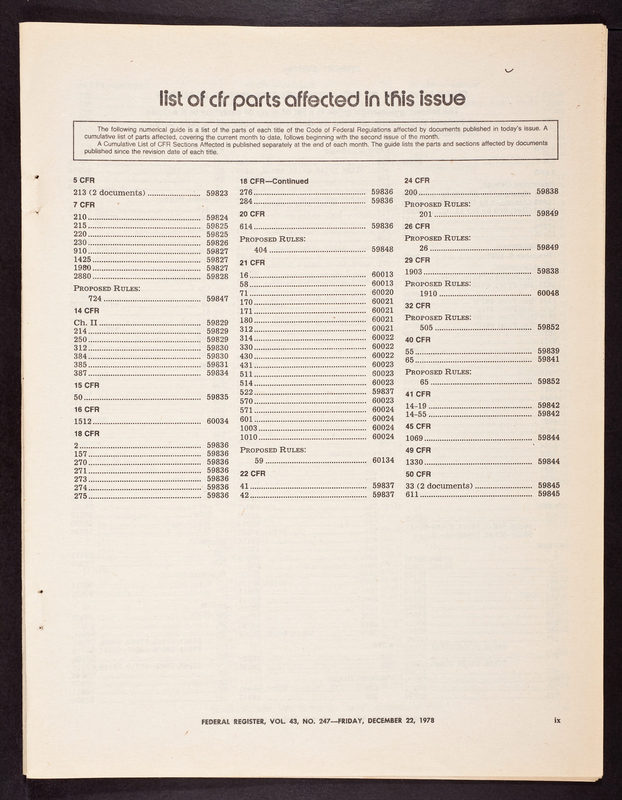 list of cfr parts affected in this issue
The following numerical guide is a list of the parts of each title of the Code of Federal Regulations affected by documents published in today's issue. A
cumulative list of parts affected, covering the current month to date, follows beginning with the second issue of the month.
A Cumulative List of CFR Sections Affected is published separately at the end of each month. The guide lists the parts and sections affected by documents
published since the revision date of each title.
5 CFR
213 (2 documents) ..................... 59823
7 CFR
210 ..................... 59824
215 ..................... 59825
220 ..................... 59825
230 ..................... 59826
910 ..................... 59827
1425 ..................... 59827
1980 ..................... 59827
2880 ..................... 59828
PROPOSED RULES:
724 ..................... 59847
14 CFR
Ch. II ..................... 59829
214 ..................... 59829
250 ..................... 59829
312 ..................... 59830
384 ..................... 59830
385 ..................... 59831
387 ..................... 59834
15 CFR
50 ..................... 59835
16 CFR
1512 ..................... 60034
18 CFR
2 ..................... 59836
157 ..................... 59836
270 ..................... 59836
271 ..................... 59836
273 ..................... 59836
274 ..................... 59836
275 ..................... 59836
18 CFR—Continued
276 ..................... 59836
284 ..................... 59836
20 CFR
614 ..................... 59836
PROPOSED RULES:
404 ..................... 59848
21 CFR
16 ..................... 60013
58 ..................... 60013
71 ..................... 60020
170 ..................... 60021
171 ..................... 60021
180 ..................... 60021
312 ..................... 60021
314 ..................... 60022
330 ..................... 60022
430 ..................... 60022
431 ..................... 60023
511 ..................... 60023
514 ..................... 60023
522 ..................... 59837
570 ..................... 60023
571 ..................... 60024
601 ..................... 60024
1003 ..................... 60024
1010 ..................... 60024
PROPOSED RULES:
59 ..................... 60134
22 CFR
41 ..................... 59837
42 ..................... 59837
24 CFR
200 ..................... 59838
PROPOSED RULES:
201 ..................... 59849
26 CFR
PROPOSED RULES:
26 ..................... 59849
29 CFR
1903 ..................... 59838
PROPOSED RULES:
1910 ..................... 60048
32 CFR
PROPOSED RULES:
505 ..................... 59852
40 CFR
55 ..................... 59839
65 ..................... 59841
PROPOSED RULES:
65 ..................... 59852
41 CFR
14-19 ..................... 59842
14-55 ..................... 59842
45 CFR
1069 ..................... 59844
49 CFR
1330 ..................... 59844
50 CFR
33 (2 documents) ..................... 59845
611 ..................... 59845
FEDERAL REGISTER, VOL. 43, NO. 247—FRIDAY, DECEMBER 22, 1978
ix